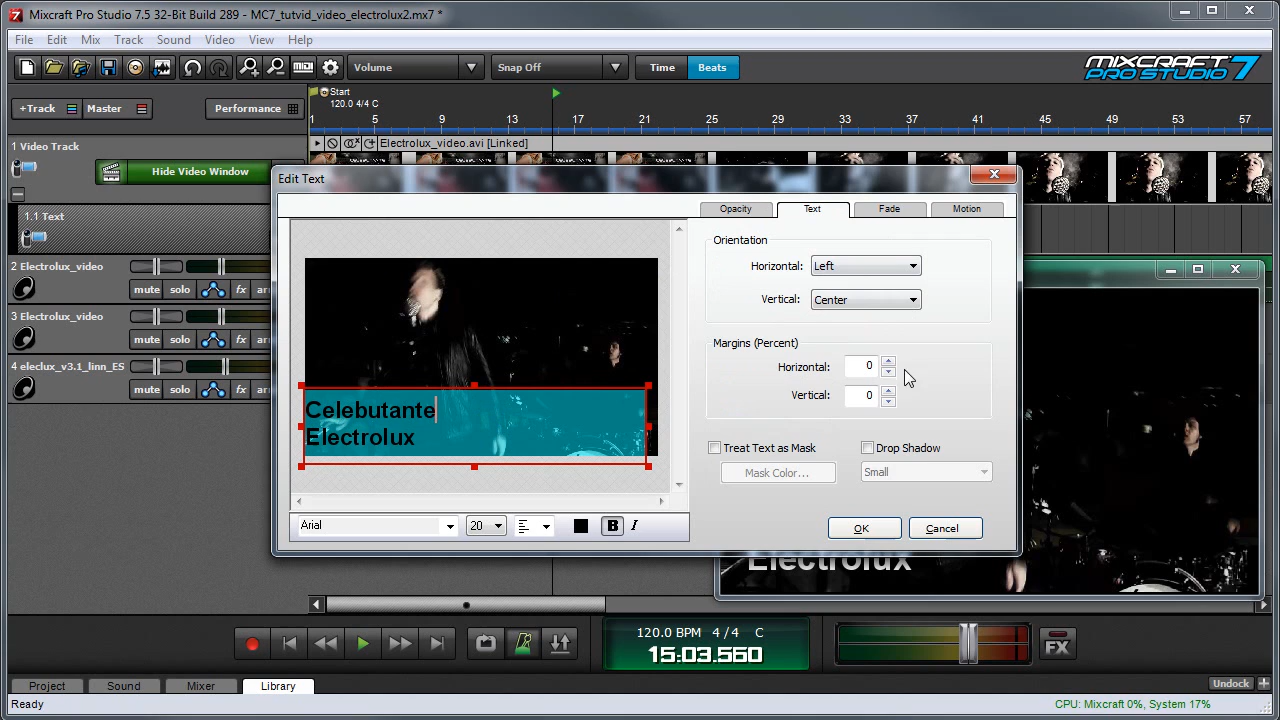 Mixcraft Pro Studio 7.5 32-Bit Build 289 - MC7_tutvid_video_electrolux2.mx7 *
File Edit Mix Track Sound Video View Help
Volume Snap Off Time Beats MIXCRAFT PRO STUDIO 7
+Track Master Performance
Start
120.0 4/4 C
1 5 9 13 17 21 25 29 33 37 41 45 49 53 57
1 Video Track Electrolux_video.avi [Linked]
Hide Video Window
Edit Text
Opacity Text Fade Motion
1.1 Text
Orientation
Horizontal: Left
Vertical: Center
2 Electrolux_video
mute solo fx
3 Electrolux_video
mute solo fx
4 eleclux_v3.1_linn_ES
mute solo fx
Margins (Percent)
Horizontal: 0
Vertical: 0
Celebutante
Electrolux
Treat Text as Mask Drop Shadow
Mask Color... Small
Arial 20 B I
OK Cancel
Electrolux
120.0 BPM 4 / 4 C
15:03.560
FX
Project Sound Mixer Library Undock
Ready CPU: Mixcraft 0%, System 17%